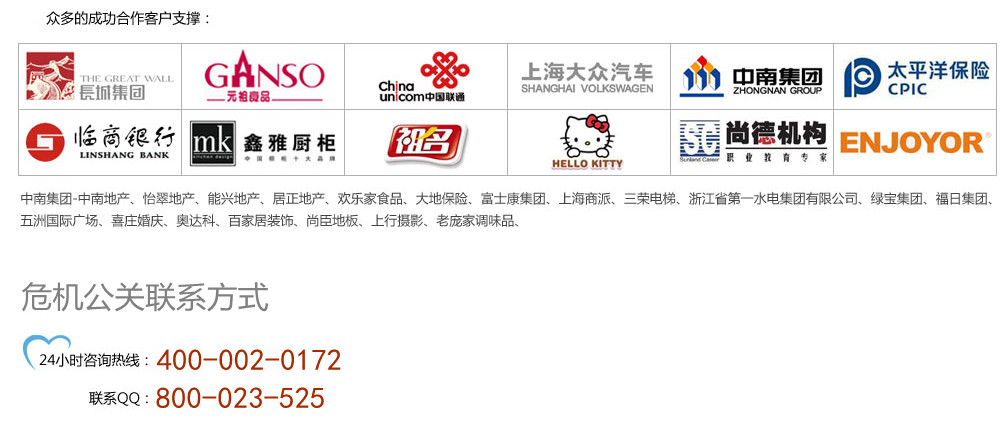 众多的成功合作客户支撑：
THE GREAT WALL
長城集团
GANSO
元祖食品
China
unicom中国联通
上海大众汽车
SHANGHAI VOLKSWAGEN
中南集团
ZHONGNAN GROUP
太平洋保险
CPIC
临商银行
LINSHANG BANK
mk
kitchen design
鑫雅厨柜
中国橱柜十大品牌
祖名
HELLO KITTY
SC
Sunland Career
尚德机构
职业教育专家
ENJOYOR®
中南集团-中南地产、怡翠地产、能兴地产、居正地产、欢乐家食品、大地保险、富士康集团、上海商派、三荣电梯、浙江省第一水电集团有限公司、绿宝集团、福日集团、
五洲国际广场、喜庄婚庆、奥达科、百家居装饰、尚臣地板、上行摄影、老庞家调味品、
危机公关联系方式
24小时咨询热线：400-002-0172
联系QQ：800-023-525